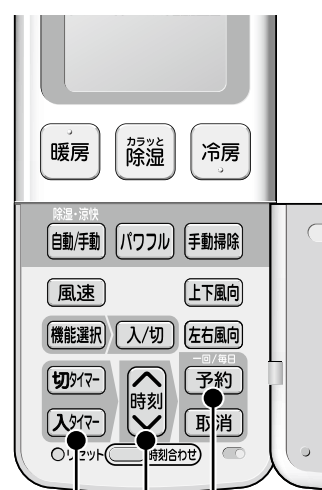 暖房
カラッと
除湿
冷房
除湿・涼快
自動/手動
パワフル
手動掃除
風速
上下風向
機能選択
入/切
左右風向
一回/毎日
切タイマー
時刻
予約
入タイマー
取消
リセット
時刻合わせ